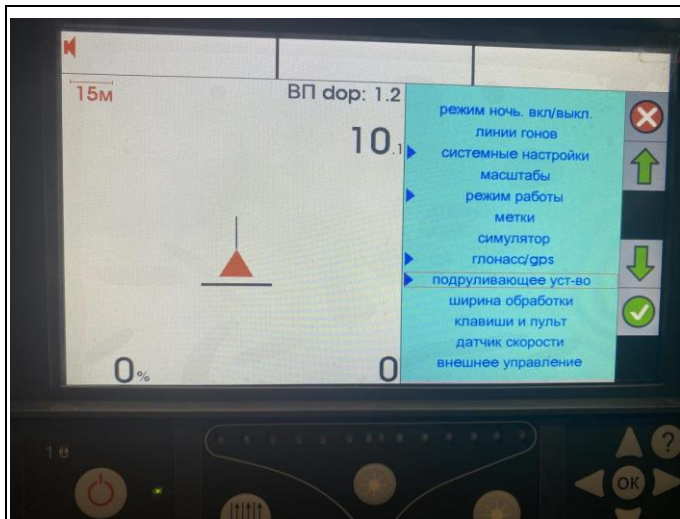 15м
ВП dop: 1.2
10.1
0%
0
режим ночь. вкл/выкл.
линии гонов
системные настройки
масштабы
режим работы
метки
симулятор
глонасс/gps
подруливающее уст-во
ширина обработки
клавиши и пульт
датчик скорости
внешнее управление
?
OK